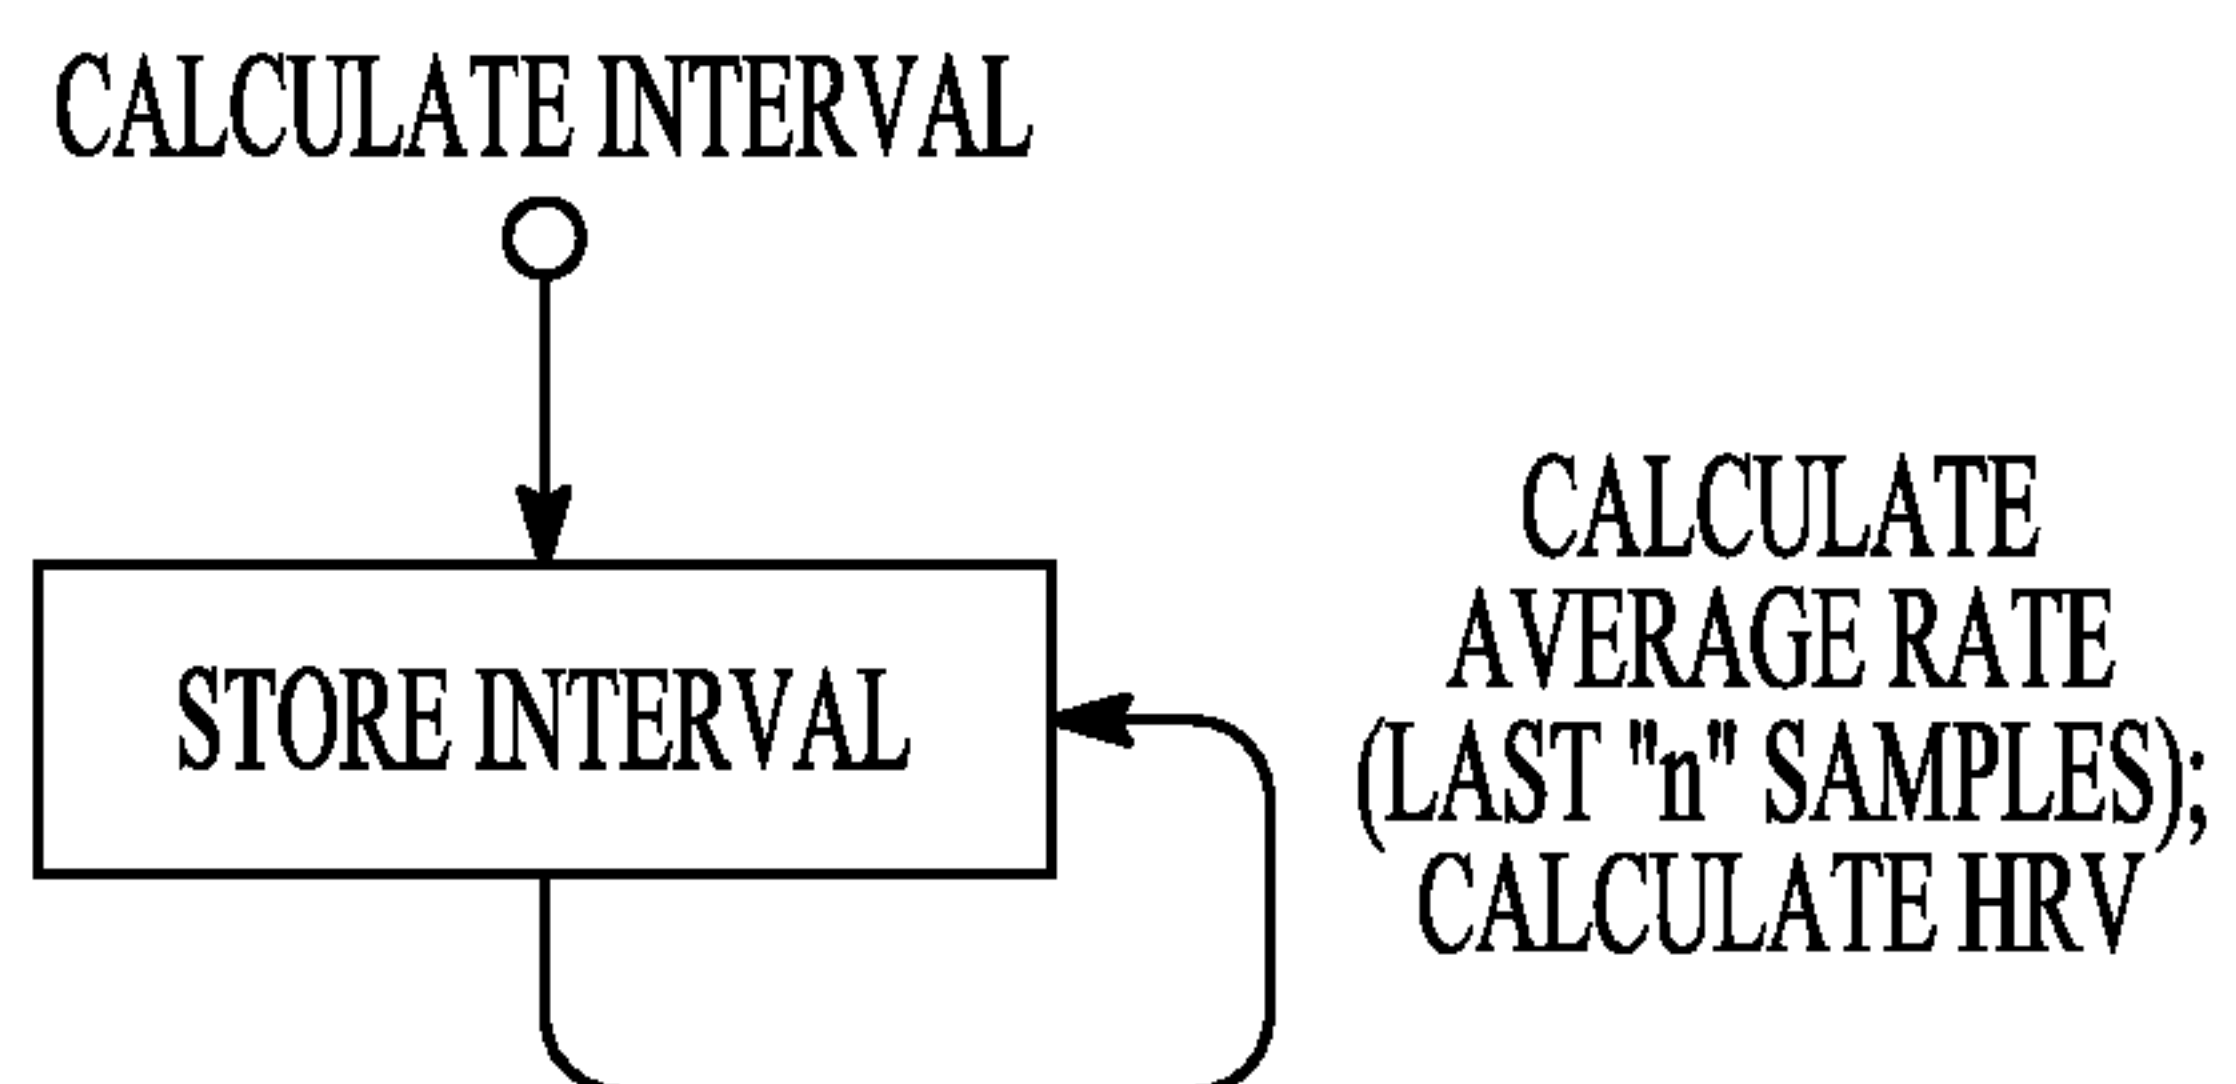 CALCULATE INTERVAL
STORE INTERVAL
CALCULATE
AVERAGE RATE
(LAST "n" SAMPLES);
CALCULATE HRV